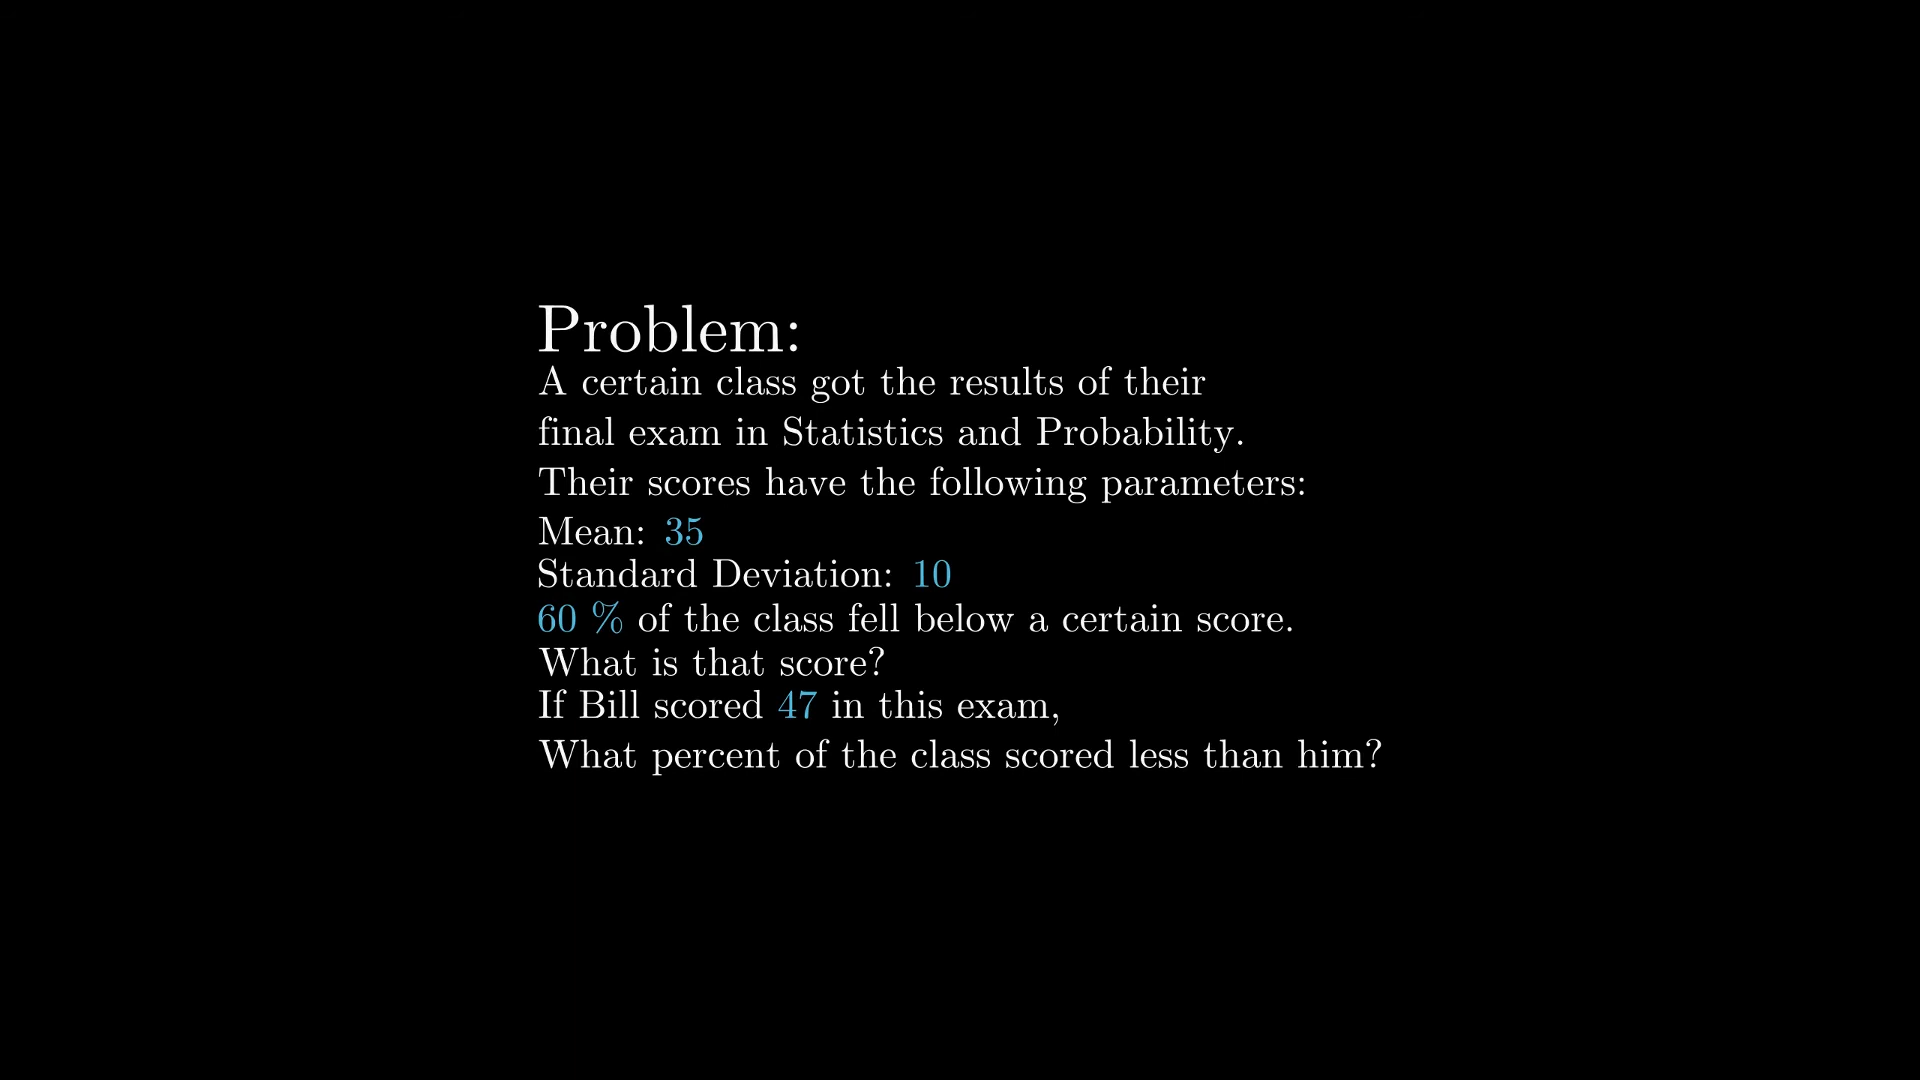 Problem:
A certain class got the results of their
final exam in Statistics and Probability.
Their scores have the following parameters:
Mean: 35
Standard Deviation: 10
60 % of the class fell below a certain score.
What is that score?
If Bill scored 47 in this exam,
What percent of the class scored less than him?